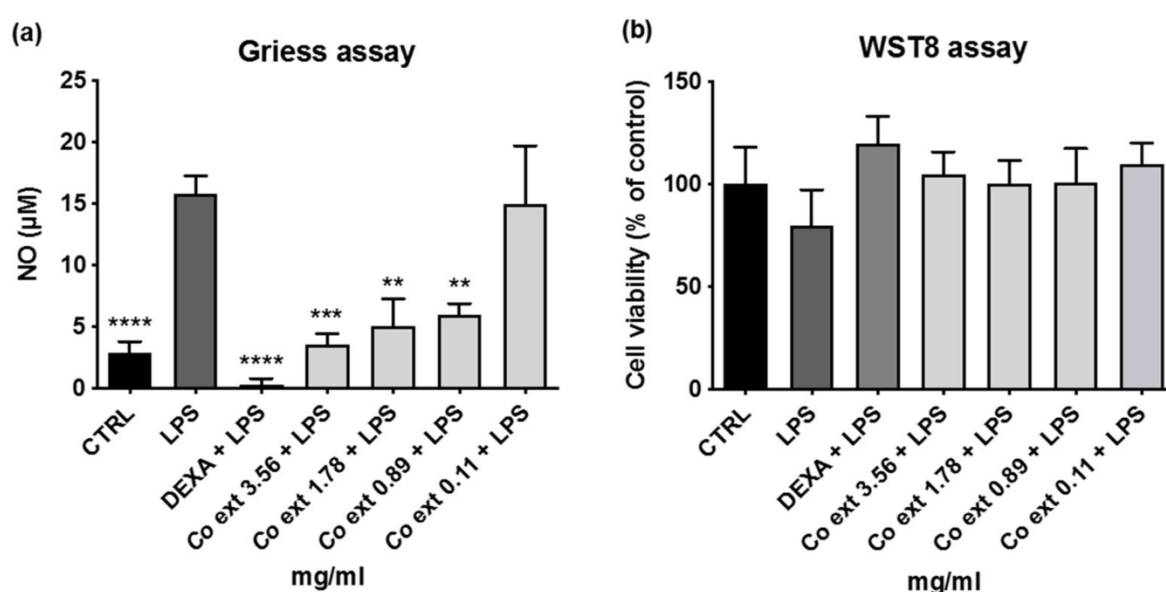 (a)
Griess assay
NO (µM)
25
20
15
10
5
0
****
****
***
**
**
CTRL
LPS
DEXA + LPS
Co ext 3.56 + LPS
Co ext 1.78 + LPS
Co ext 0.89 + LPS
Co ext 0.11 + LPS
mg/ml
(b)
WST8 assay
Cell viability (% of control)
150
100
50
0
CTRL
LPS
DEXA + LPS
Co ext 3.56 + LPS
Co ext 1.78 + LPS
Co ext 0.89 + LPS
Co ext 0.11 + LPS
mg/ml